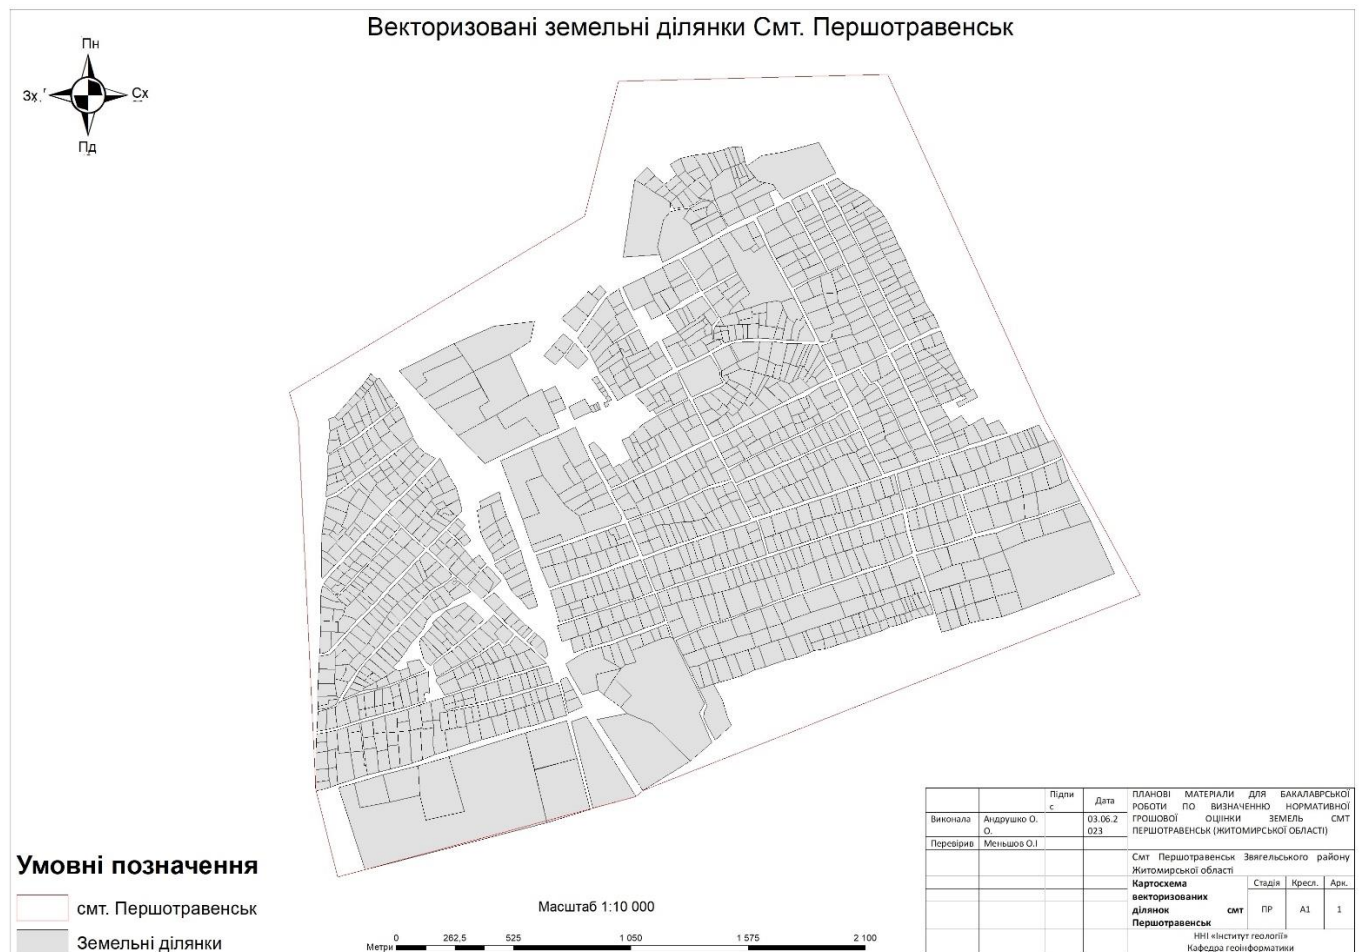 Векторизовані земельні ділянки Смт. Першотравенськ
Пн
Зх.
Сх
Пд
Умовні позначення
смт. Першотравенськ
Земельні ділянки
Масштаб 1:10 000
Метри
0 262,5 525 1 050 1 575 2 100
Підпи
с
Дата
Виконала
Андрушко О.
О.
03.06.2
023
Перевірив
Меньшов О.І
ПЛАНОВІ МАТЕРІАЛИ ДЛЯ БАКАЛАВРСЬКОЇ
РОБОТИ ПО ВИЗНАЧЕННЮ НОРМАТИВНОЇ
ГРОШОВОЇ ОЦІНКИ ЗЕМЕЛЬ СМТ
ПЕРШОТРАВЕНСЬК (ЖИТОМИРСЬКОЇ ОБЛАСТІ)
Смт Першотравенськ Звягельського району
Житомирської області
Картосхема
векторизованих
ділянок смт
Першотравенськ
Стадія Кресл. Арк.
ПР А1 1
ННІ «Інститут геології»
Кафедра геоінформатики